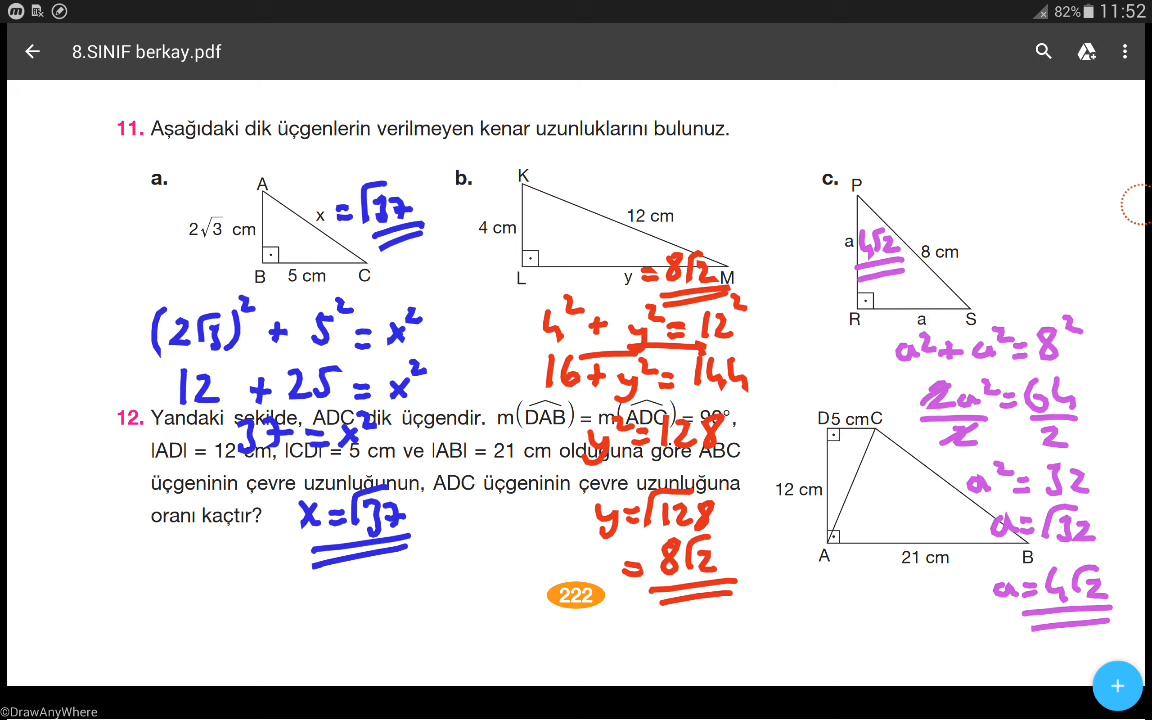 82% 11:52
8.SINIF berkay.pdf
11. Aşağıdaki dik üçgenlerin verilmeyen kenar uzunluklarını bulunuz.
a.
A
2√3 cm
x = √37
B 5 cm C
(2√3)² + 5² = x²
12 + 25 = x²
37 = x²
x = √37
b.
K
4 cm
12 cm
L y = 8√2 M
4² + y² = 12²
16 + y² = 144
y² = 128
y = √128
= 8√2
c.
P
a 4√2
8 cm
R a S
a² + a² = 8²
2a²/2 = 64/2
a² = 32
a = √32
a = 4√2
12. Yandaki şekilde, ADC dik üçgendir. m(DAB) = m(ADC) = 90°,
IADI = 12 cm, ICDI = 5 cm ve IABI = 21 cm olduğuna göre ABC
üçgeninin çevre uzunluğunun, ADC üçgeninin çevre uzunluğuna
oranı kaçtır?
D 5 cm C
12 cm
A 21 cm B
222
©DrawAnyWhere